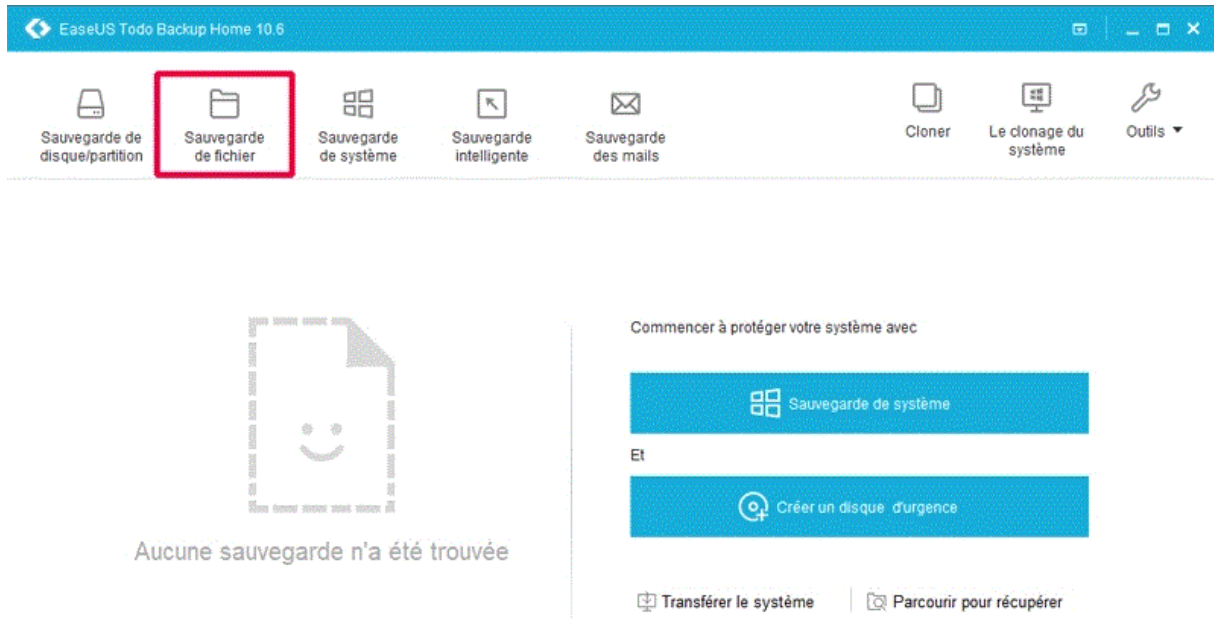 EaseUS Todo Backup Home 10.6
Sauvegarde de
disque/partition
Sauvegarde
de fichier
Sauvegarde
de système
Sauvegarde
intelligente
Sauvegarde
des mails
Cloner
Le clonage du
système
Outils
Commencer à protéger votre système avec
Sauvegarde de système
Et
Créer un disque d'urgence
Aucune sauvegarde n'a été trouvée
Transférer le système
Parcourir pour récupérer